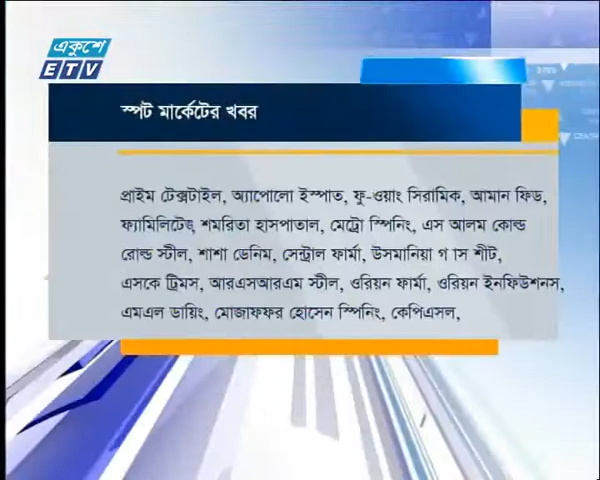 একুশে
ETV
স্পট মার্কেটের খবর
প্রাইম টেক্সটাইল, অ্যাপোলো ইস্পাত, ফু-ওয়াং সিরামিক, আমান ফিড,
ফ্যামিলিটেক্স, শমরিতা হাসপাতাল, মেট্রো স্পিনিং, এস আলম কোল্ড
রোল্ড স্টীল, শাশা ডেনিম, সেন্ট্রাল ফার্মা, উসমানিয়া গ াস শীট,
এসকে ট্রিমস, আরএসআরএম স্টীল, ওরিয়ন ফার্মা, ওরিয়ন ইনফিউশনস,
এমএল ডায়িং, মোজাফফর হোসেন স্পিনিং, কেপিএসল,